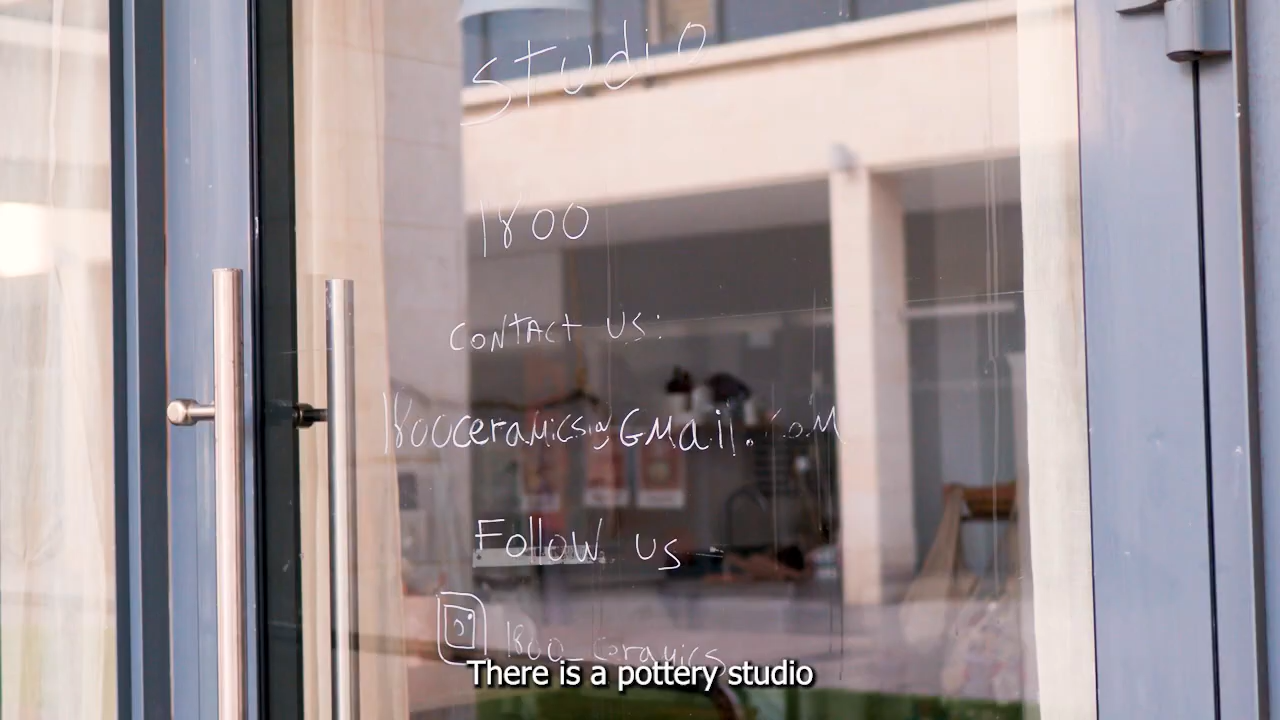 Studio
1800
contact us:
1800ceramics@GMail.coM
Follow us
1800_Ceramics
There is a pottery studio